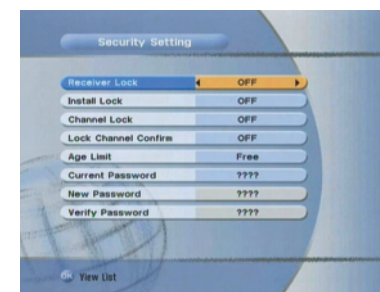 Security Setting
Receiver Lock OFF
Install Lock OFF
Channel Lock OFF
Lock Channel Confirm OFF
Age Limit Free
Current Password ????
New Password ????
Verify Password ????
OK View List